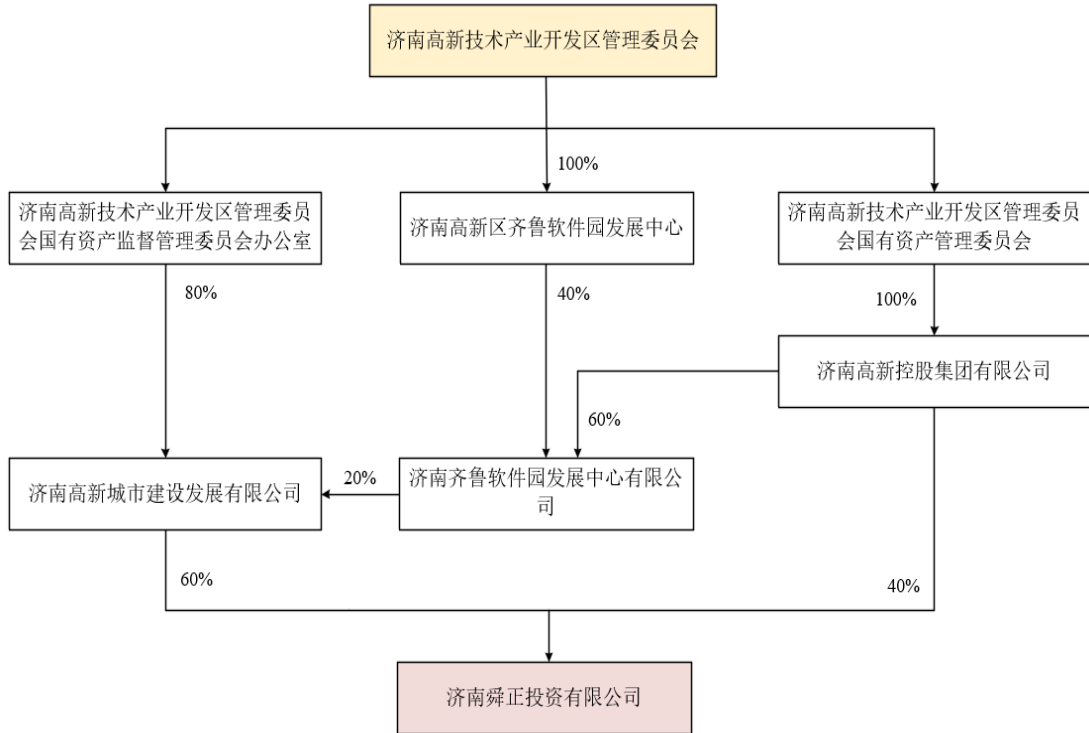 济南高新技术产业开发区管理委员会
100%
济南高新技术产业开发区管理委员
会国有资产监督管理委员会办公室
济南高新区齐鲁软件园发展中心
济南高新技术产业开发区管理委员
会国有资产管理委员会
80%
40%
100%
济南高新控股集团有限公司
60%
济南高新城市建设发展有限公司
20%
济南齐鲁软件园发展中心有限公
司
60%
40%
济南舜正投资有限公司